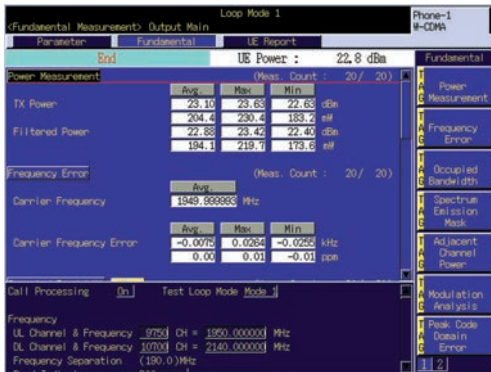 Loop Mode 1
<Fundamental Measurement> Output Main
Phone-1
W-CDMA
Parameter Fundamental UE Report
End UE Power : 22.8 dBm
Fundamental
Power Measurement (Meas. Count : 20/ 20)
Avg. Max Min
TX Power 23.10 23.63 22.63 dBm
204.4 230.4 183.2 mW
Filtered Power 22.88 23.42 22.40 dBm
194.1 219.7 173.6 mW
Frequency Error (Meas. Count : 20/ 20)
Avg.
Carrier Frequency 1949.999993 MHz
Avg. Max Min
Carrier Frequency Error -0.0075 0.0264 -0.0255 kHz
0.00 0.01 -0.01 ppm
Call Processing On Test Loop Mode Mode 1
Frequency
UL Channel & Frequency 9750 CH = 1950.000000 MHz
DL Channel & Frequency 10700 CH = 2140.000000 MHz
Frequency Separation (190.0)MHz
TAG Power Measurement
TAG Frequency Error
TAG Occupied Bandwidth
TAG Spectrum Emission Mask
TAG Adjacent Channel Power
TAG Modulation Analysis
TAG Peak Code Domain Error
1 2